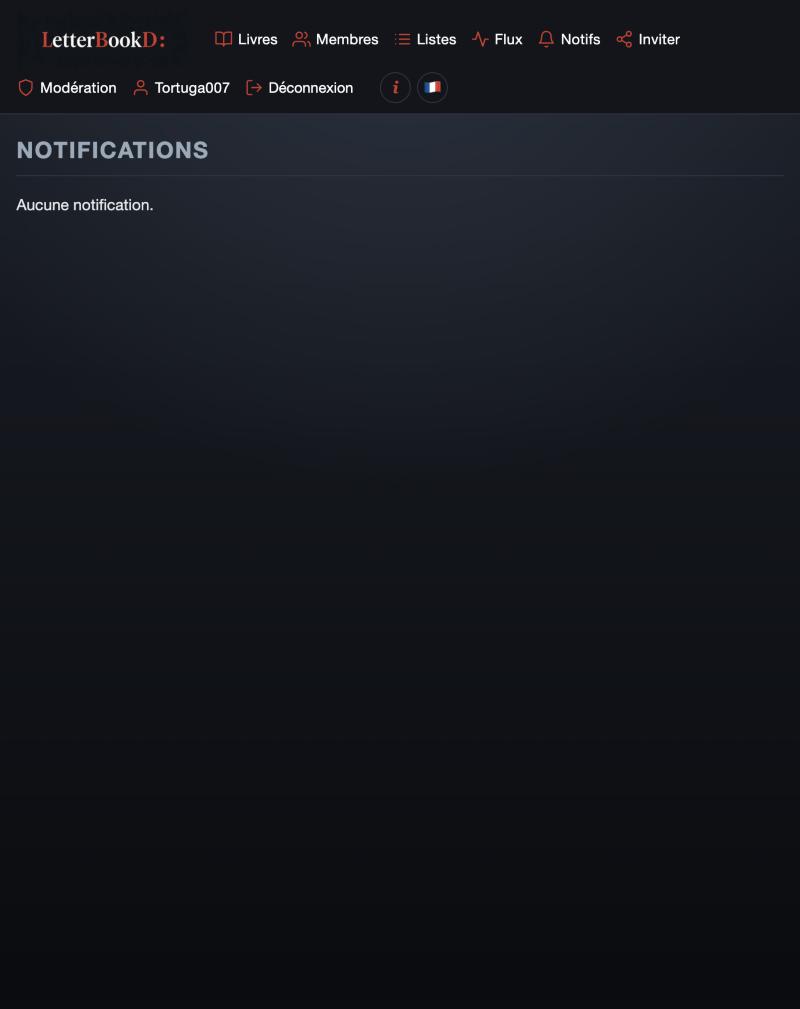 LetterBookD: Livres Membres Listes Flux Notifs Inviter
Modération Tortuga007 Déconnexion i
NOTIFICATIONS
Aucune notification.